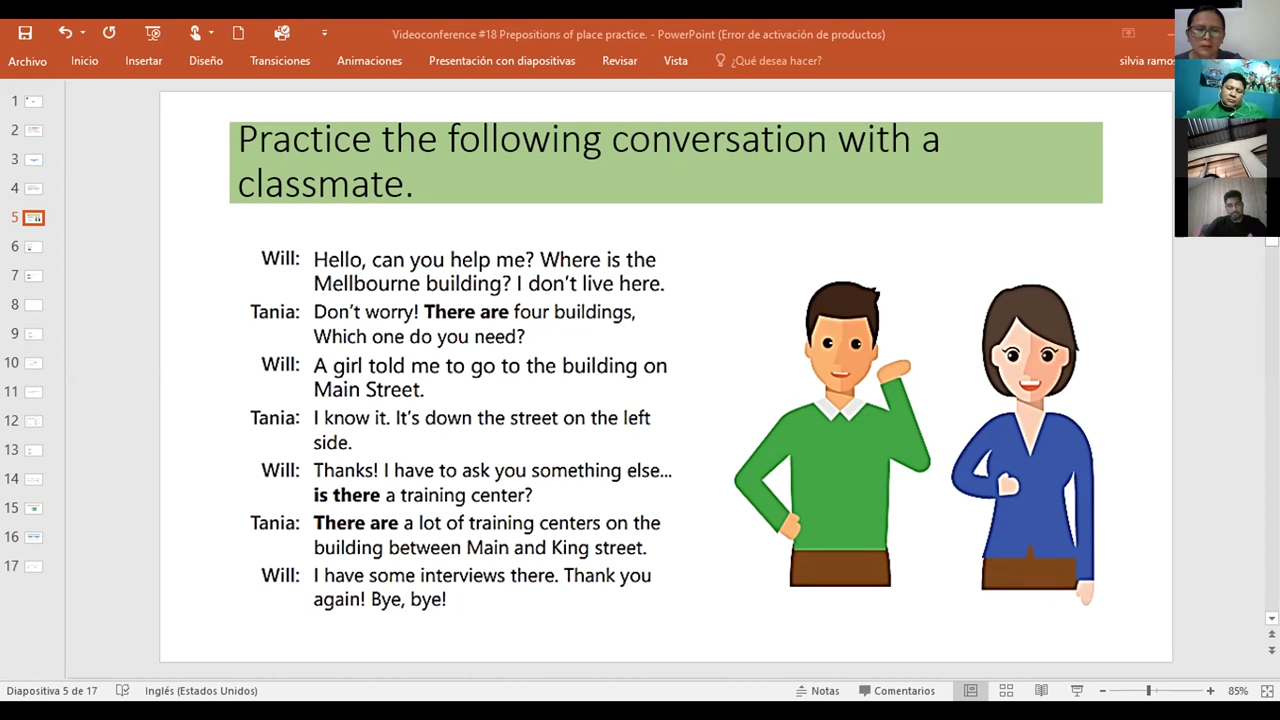 Videoconference #18 Prepositions of place practice. - PowerPoint (Error de activación de productos)
Archivo Inicio Insertar Diseño Transiciones Animaciones Presentación con diapositivas Revisar Vista ¿Qué desea hacer? silvia ramos
1
2
3
4
5
6
7
8
9
10
11
12
13
14
15
16
17
Practice the following conversation with a
classmate.
Will: Hello, can you help me? Where is the
Mellbourne building? I don't live here.
Tania: Don't worry! There are four buildings,
Which one do you need?
Will: A girl told me to go to the building on
Main Street.
Tania: I know it. It's down the street on the left
side.
Will: Thanks! I have to ask you something else...
is there a training center?
Tania: There are a lot of training centers on the
building between Main and King street.
Will: I have some interviews there. Thank you
again! Bye, bye!
Diapositiva 5 de 17 Inglés (Estados Unidos) Notas Comentarios 85%